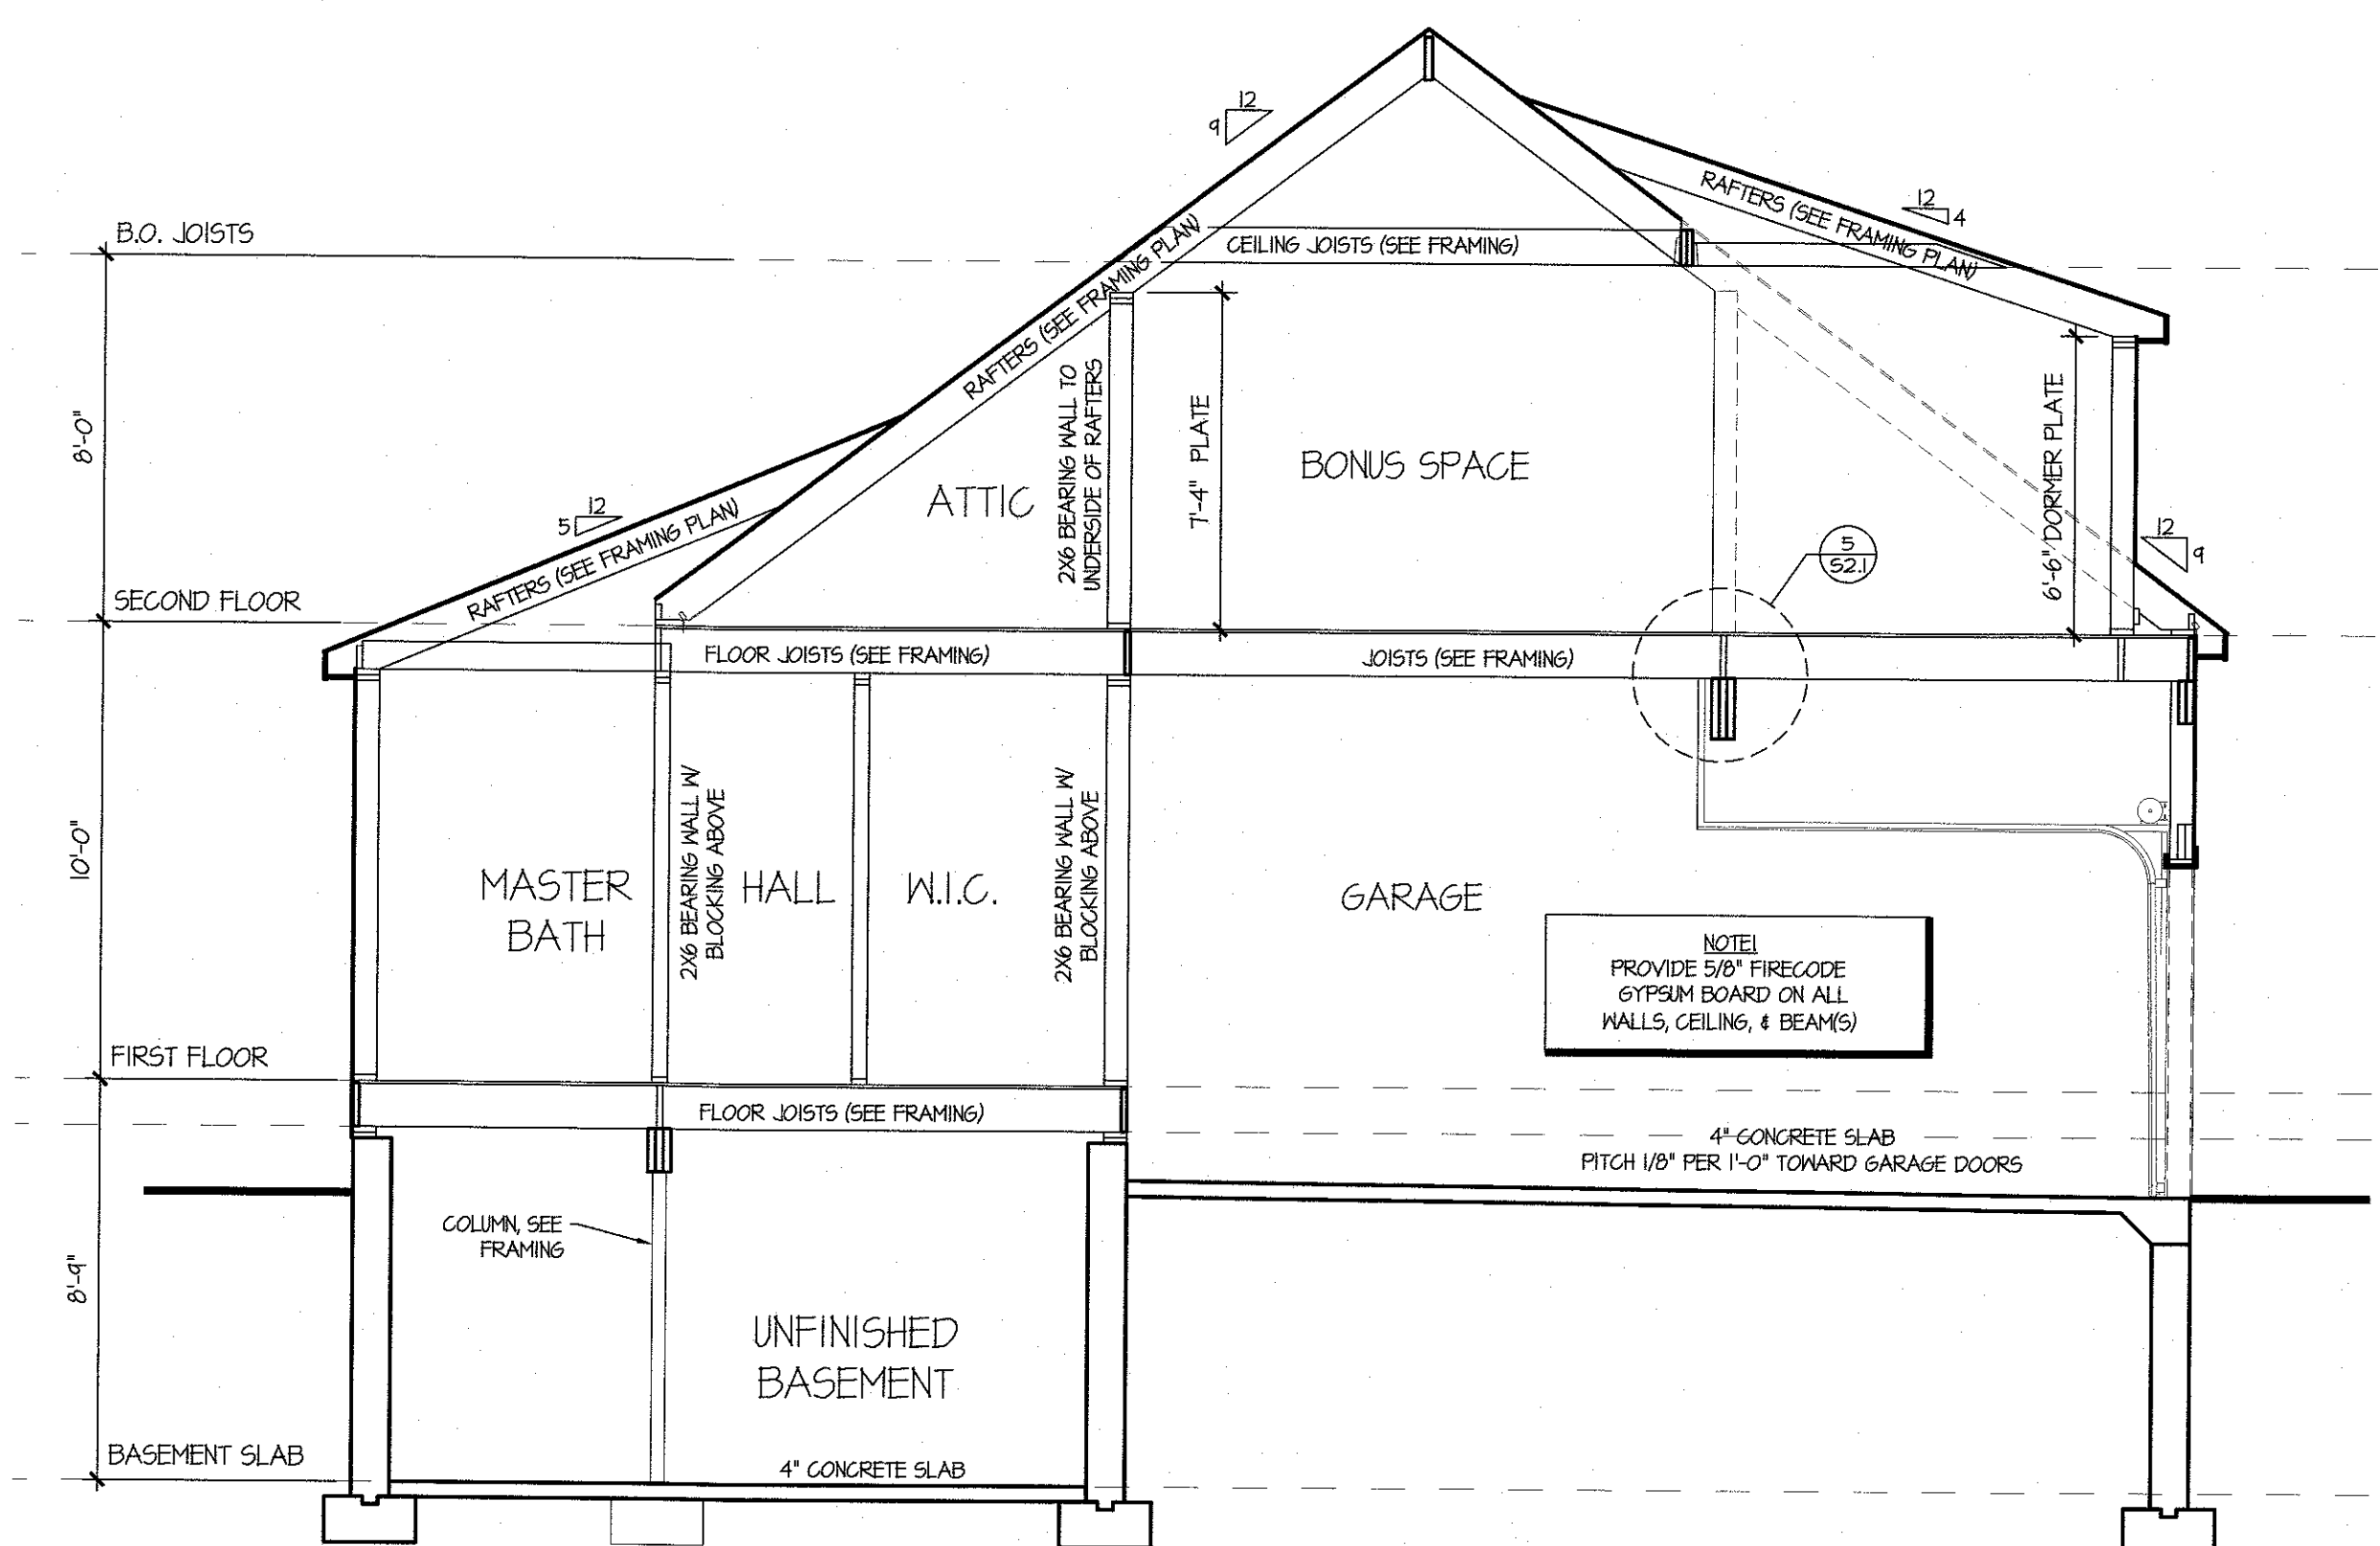 12
9
12
4
RAFTERS (SEE FRAMING PLAN)
B.O. JOISTS
CEILING JOISTS (SEE FRAMING)
RAFTERS (SEE FRAMING PLAN)
8'-0"
2X6 BEARING WALL TO
UNDERSIDE OF RAFTERS
7'-4" PLATE
6'-6" DORMER PLATE
ATTIC
BONUS SPACE
12
5
RAFTERS (SEE FRAMING PLAN)
5
S2.1
12
9
SECOND FLOOR
FLOOR JOISTS (SEE FRAMING)
JOISTS (SEE FRAMING)
10'-0"
2X6 BEARING WALL W/
BLOCKING ABOVE
2X6 BEARING WALL W/
BLOCKING ABOVE
MASTER
BATH
HALL
W.I.C.
GARAGE
NOTE!
PROVIDE 5/8" FIRECODE
GYPSUM BOARD ON ALL
WALLS, CEILING, & BEAM(S)
FIRST FLOOR
FLOOR JOISTS (SEE FRAMING)
4" CONCRETE SLAB
PITCH 1/8" PER 1'-0" TOWARD GARAGE DOORS
8'-9"
COLUMN, SEE
FRAMING
UNFINISHED
BASEMENT
BASEMENT SLAB
4" CONCRETE SLAB